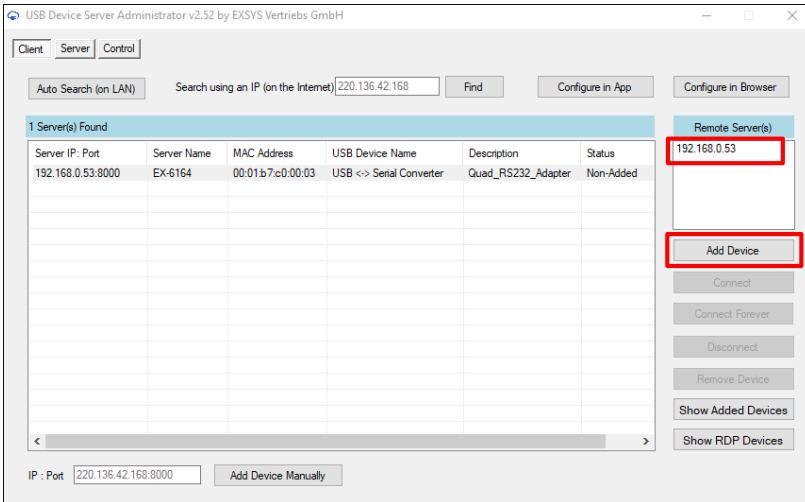 USB Device Server Administrator v2.52 by EXSYS Vertriebs GmbH
Client Server Control
Auto Search (on LAN) Search using an IP (on the Internet) 220.136.42.168 Find Configure in App Configure in Browser
1 Server(s) Found Remote Server(s)
Server IP: Port Server Name MAC Address USB Device Name Description Status 192.168.0.53
192.168.0.53:8000 EX-6164 00:01:b7:c0:00:03 USB <-> Serial Converter Quad_RS232_Adapter Non-Added
Add Device
Connect
Connect Forever
Disconnect
Remove Device
Show Added Devices
Show RDP Devices
IP : Port 220.136.42.168:8000 Add Device Manually